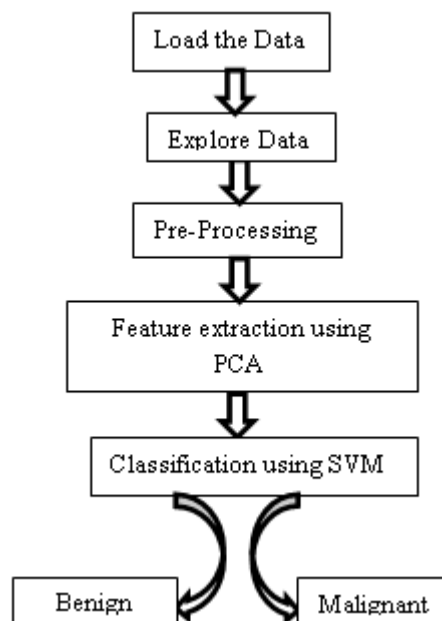 Load the Data
Explore Data
Pre-Processing
Feature extraction using
PCA
Classification using SVM
Benign
Malignant